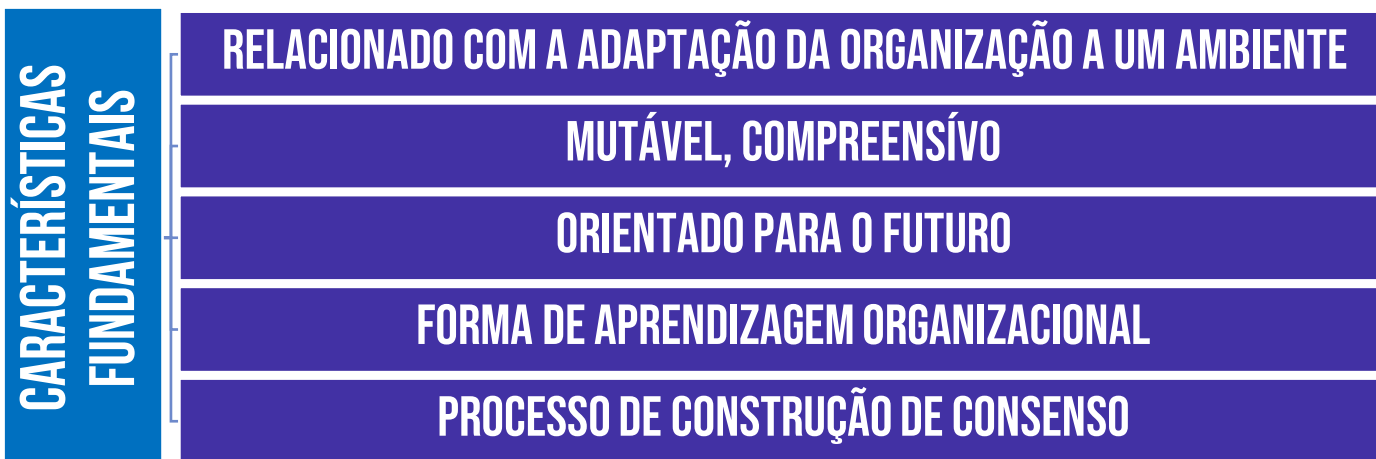 CARACTERÍSTICAS
FUNDAMENTAIS
RELACIONADO COM A ADAPTAÇÃO DA ORGANIZAÇÃO A UM AMBIENTE
MUTÁVEL, COMPREENSÍVO
ORIENTADO PARA O FUTURO
FORMA DE APRENDIZAGEM ORGANIZACIONAL
PROCESSO DE CONSTRUÇÃO DE CONSENSO